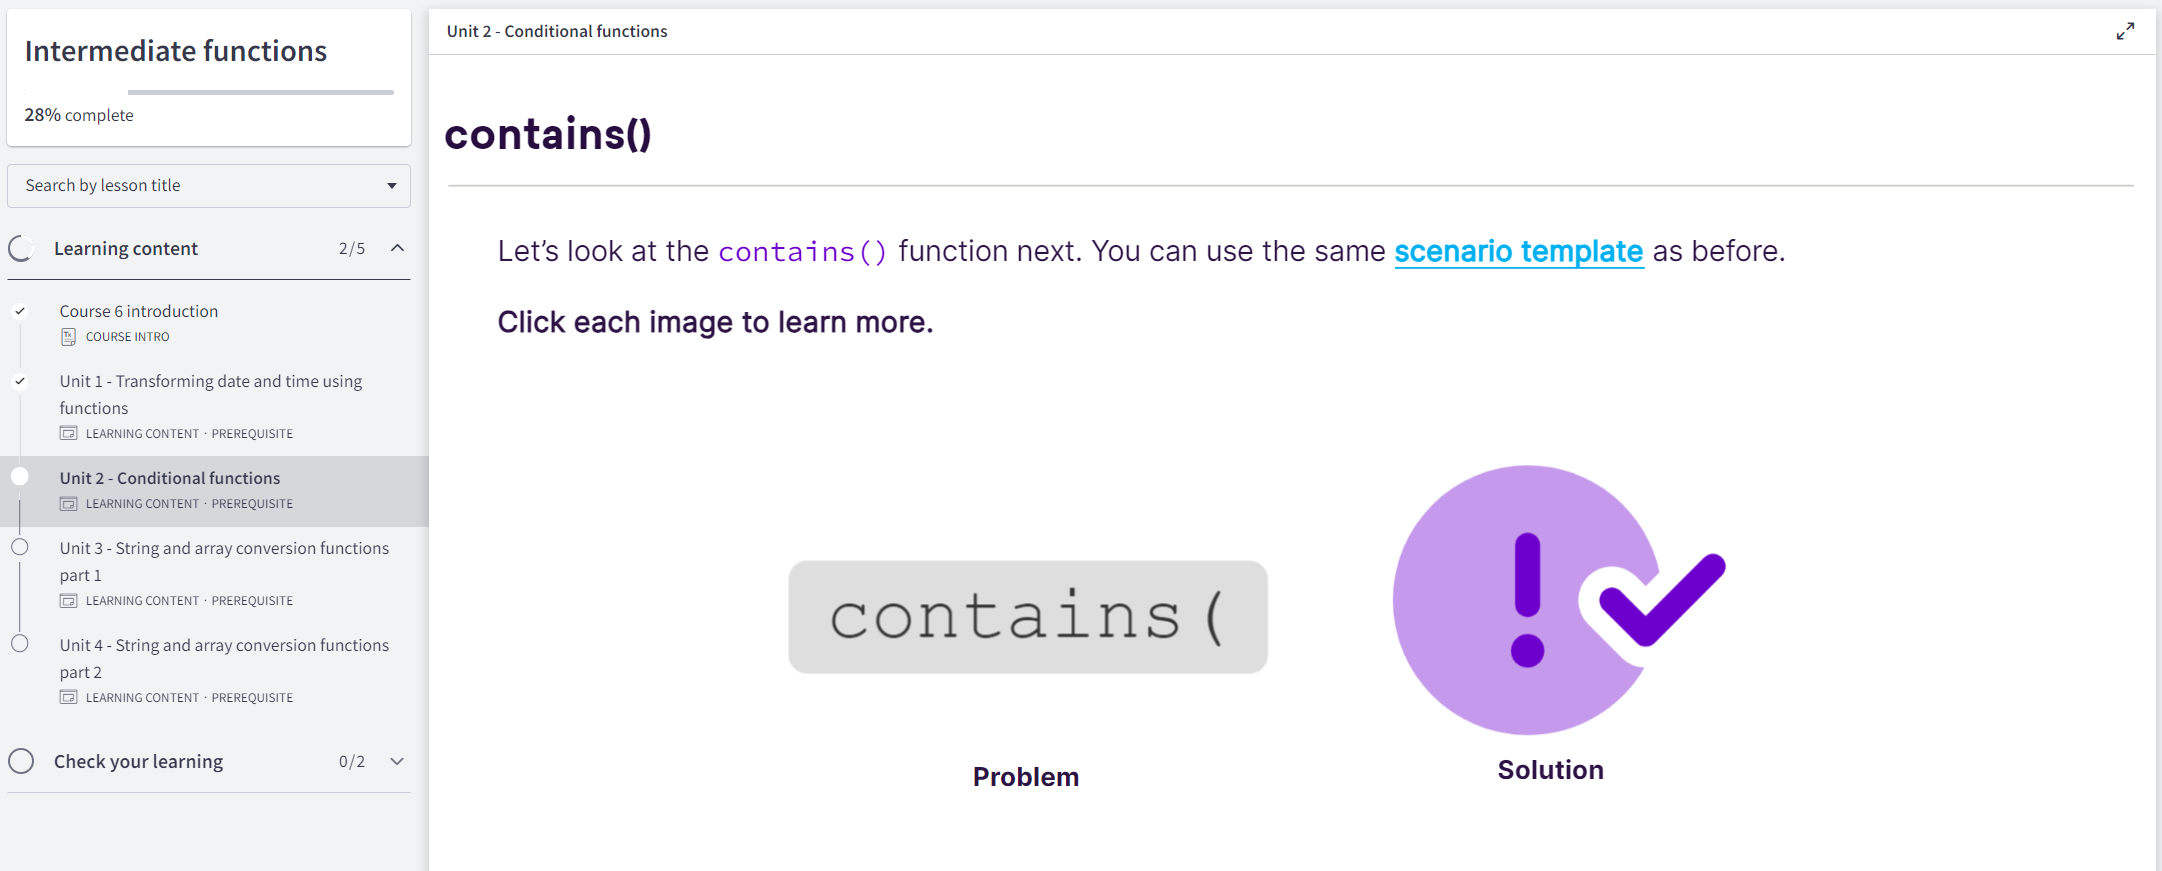 Intermediate functions
28% complete
Search by lesson title
Learning content 2/5
Course 6 introduction
COURSE INTRO
Unit 1 - Transforming date and time using
functions
LEARNING CONTENT · PREREQUISITE
Unit 2 - Conditional functions
LEARNING CONTENT · PREREQUISITE
Unit 3 - String and array conversion functions
part 1
LEARNING CONTENT · PREREQUISITE
Unit 4 - String and array conversion functions
part 2
LEARNING CONTENT · PREREQUISITE
Check your learning 0/2
Unit 2 - Conditional functions
contains()
Let’s look at the contains() function next. You can use the same scenario template as before.
Click each image to learn more.
contains(
Problem
Solution